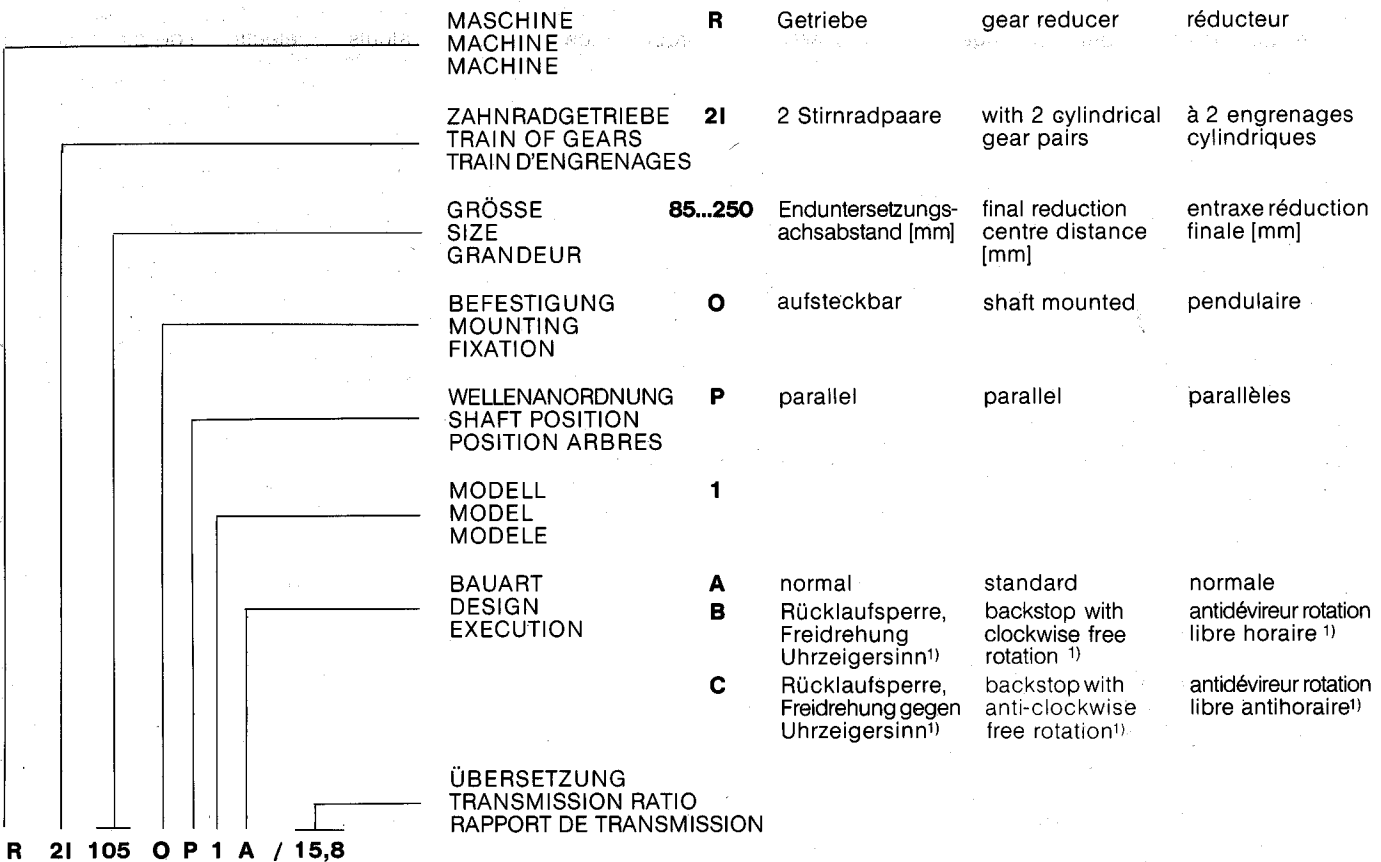 MASCHINE R Getriebe gear reducer réducteur
MACHINE
MACHINE
ZAHNRADGETRIEBE 2I 2 Stirnradpaare with 2 cylindrical à 2 engrenages
TRAIN OF GEARS gear pairs cylindriques
TRAIN D'ENGRENAGES
GRÖSSE 85...250 Enduntersetzungs- final reduction entraxe réduction
SIZE achsabstand [mm] centre distance finale [mm]
GRANDEUR [mm]
BEFESTIGUNG O aufsteckbar shaft mounted pendulaire
MOUNTING
FIXATION
WELLENANORDNUNG P parallel parallel parallèles
SHAFT POSITION
POSITION ARBRES
MODELL 1
MODEL
MODELE
BAUART A normal standard normale
DESIGN B Rücklaufsperre, backstop with antidévireur rotation
EXECUTION Freidrehung clockwise free libre horaire 1)
Uhrzeigersinn1) rotation 1)
C Rücklaufsperre, backstop with antidévireur rotation
Freidrehung gegen anti-clockwise libre antihoraire1)
Uhrzeigersinn1) free rotation1)
ÜBERSETZUNG
TRANSMISSION RATIO
RAPPORT DE TRANSMISSION
R 2I 105 O P 1 A / 15,8